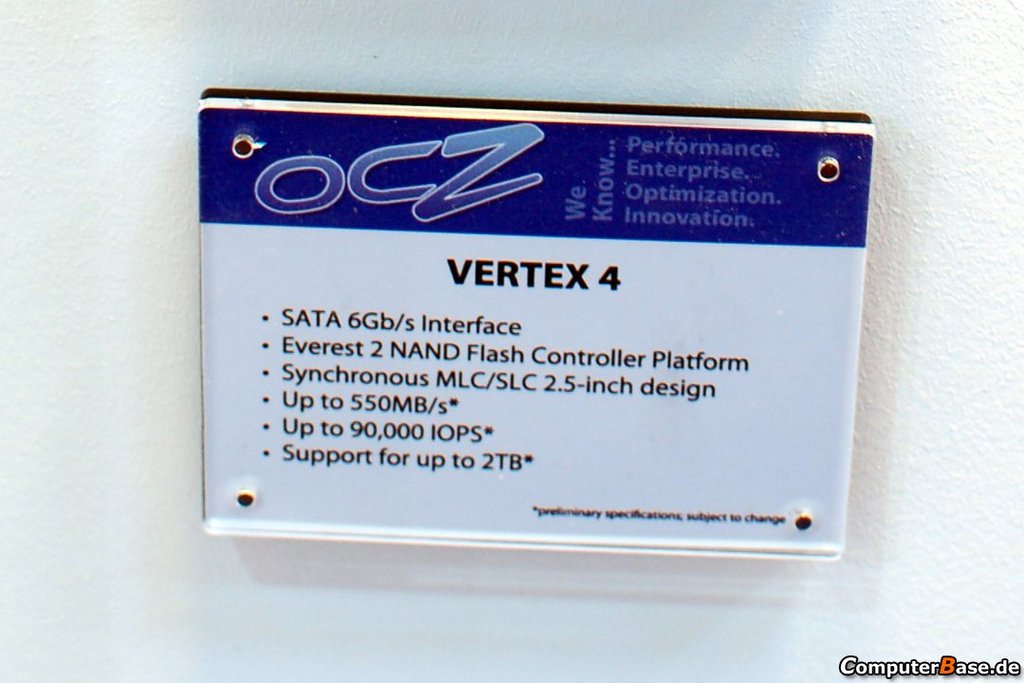 OCZ
We Know...
Performance.
Enterprise.
Optimization.
Innovation.
VERTEX 4
• SATA 6Gb/s Interface
• Everest 2 NAND Flash Controller Platform
• Synchronous MLC/SLC 2.5-inch design
• Up to 550MB/s*
• Up to 90,000 IOPS*
• Support for up to 2TB*
*preliminary specifications; subject to change
ComputerBase.de